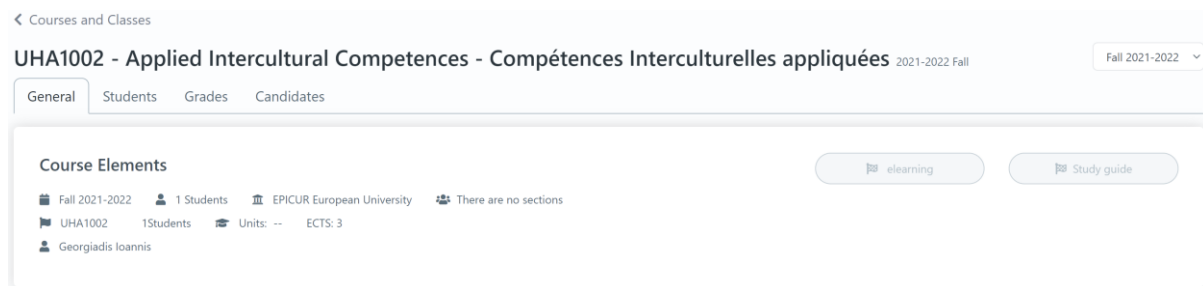 Courses and Classes
UHA1002 - Applied Intercultural Competences - Compétences Interculturelles appliquées 2021-2022 Fall
Fall 2021-2022
General Students Grades Candidates
Course Elements
elearning Study guide
Fall 2021-2022 1 Students EPICUR European University There are no sections
UHA1002 1Students Units: -- ECTS: 3
Georgiadis Ioannis